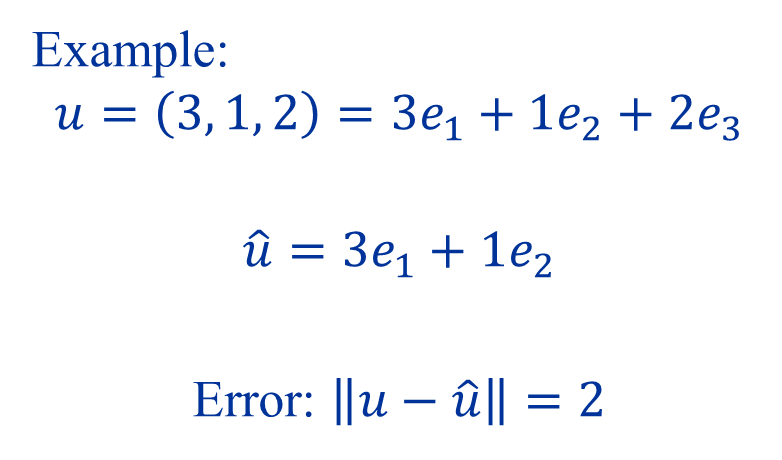 Example:
u = (3, 1, 2) = 3e₁ + 1e₂ + 2e₃
û = 3e₁ + 1e₂
Error: ‖u − û‖ = 2